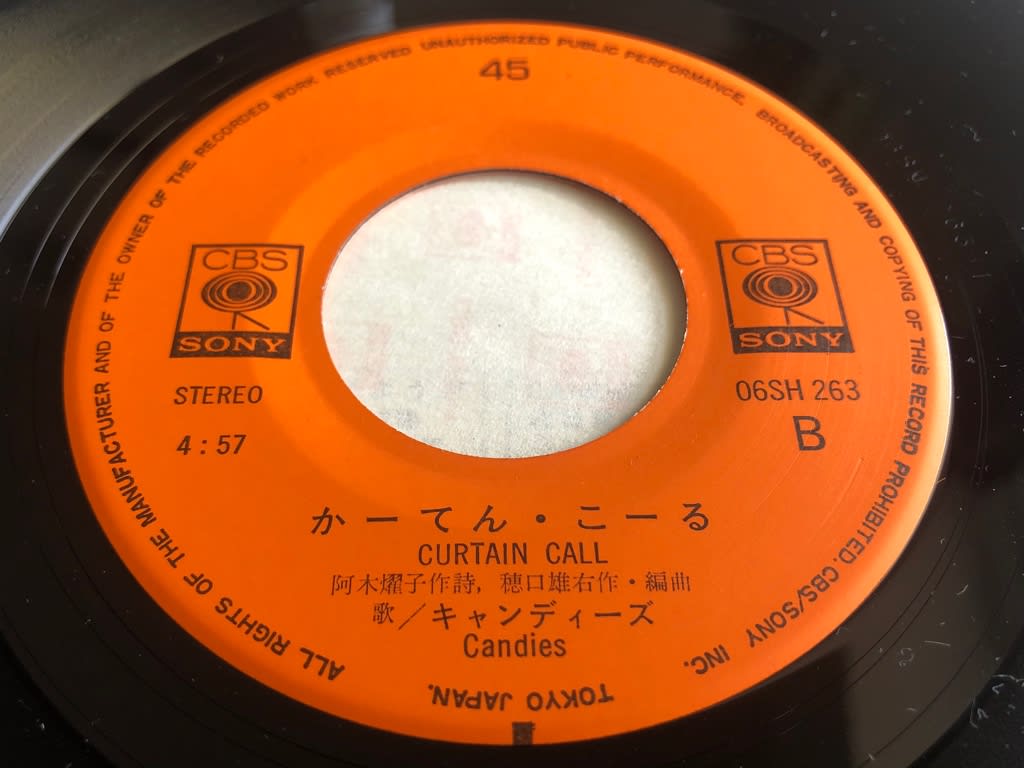 45
ALL RIGHTS OF THE MANUFACTURER AND OF THE OWNER OF THE RECORDED WORK RESERVED UNAUTHORIZED PUBLIC PERFORMANCE, BROADCASTING AND COPYING OF THIS RECORD PROHIBITED. CBS/SONY INC. TOKYO JAPAN.
CBS
SONY
CBS
SONY
STEREO
06SH 263
4:57
B
かーてん・こーる
CURTAIN CALL
阿木燿子作詩, 穂口雄右作・編曲
歌/キャンディーズ
Candies